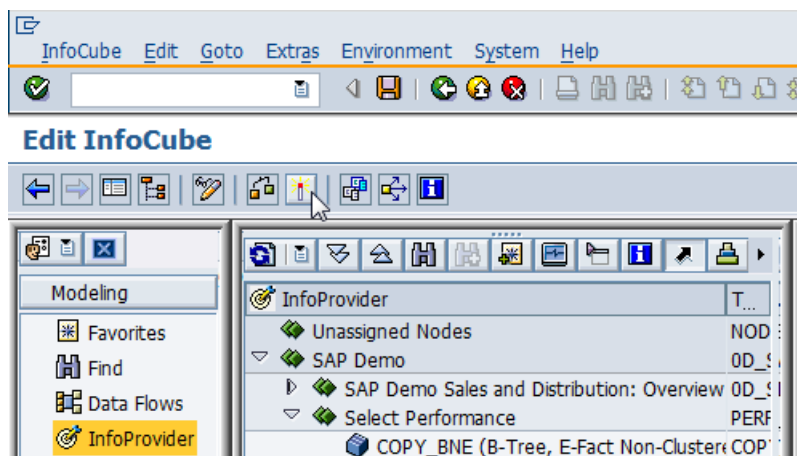 InfoCube Edit Goto Extras Environment System Help
Edit InfoCube
Modeling
Favorites
Find
Data Flows
InfoProvider
InfoProvider T...
Unassigned Nodes NOD
SAP Demo 0D_S
SAP Demo Sales and Distribution: Overview 0D_S
Select Performance PERF
COPY_BNE (B-Tree, E-Fact Non-Cluster COPY